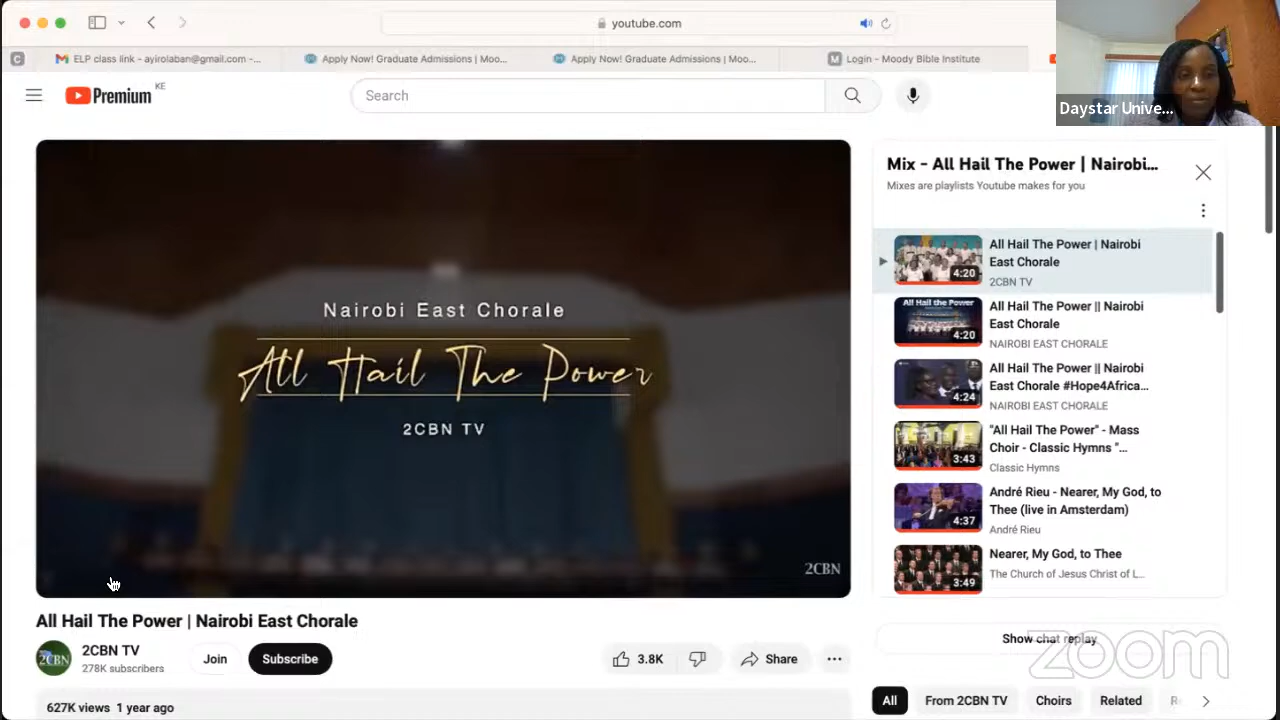 youtube.com
C
ELP class link - ayirolaban@gmail.com -...
Apply Now! Graduate Admissions | Moo...
Apply Now! Graduate Admissions | Moo...
M Login - Moody Bible Institute
Daystar Unive...
Premium KE
Search
Nairobi East Chorale
All Hail The Power
2CBN TV
2CBN
All Hail The Power | Nairobi East Chorale
2CBN
2CBN TV
278K subscribers
Join
Subscribe
3.8K
Share
627K views 1 year ago
Mix - All Hail The Power | Nairobi...
Mixes are playlists Youtube makes for you
All Hail The Power | Nairobi
East Chorale
2CBN TV
4:20
All Hail the Power
All Hail The Power || Nairobi
East Chorale
NAIROBI EAST CHORALE
4:20
All Hail The Power || Nairobi
East Chorale #Hope4Africa...
NAIROBI EAST CHORALE
4:24
"All Hail The Power" - Mass
Choir - Classic Hymns "...
Classic Hymns
3:43
André Rieu - Nearer, My God, to
Thee (live in Amsterdam)
André Rieu
4:37
Nearer, My God, to Thee
The Church of Jesus Christ of L...
3:49
Show chat replay
zoom
All
From 2CBN TV
Choirs
Related